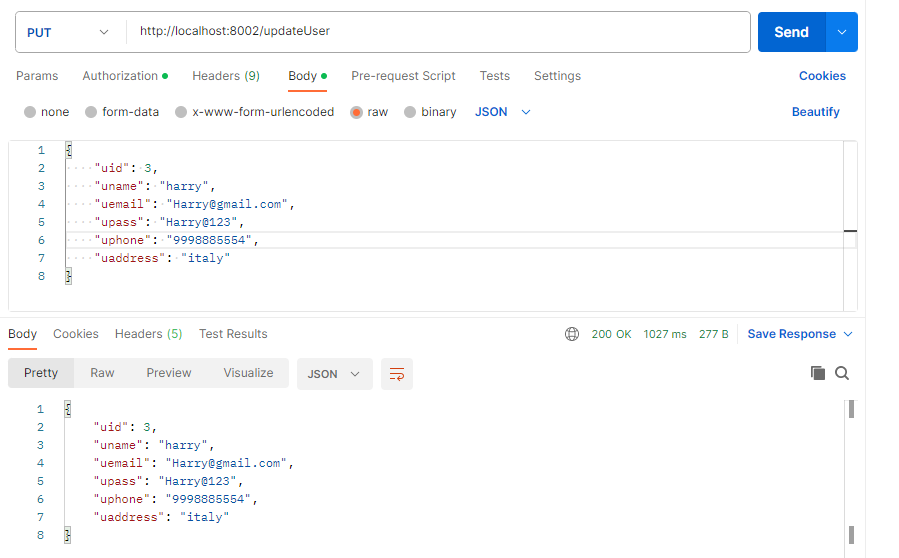 PUT http://localhost:8002/updateUser Send
Params Authorization Headers (9) Body Pre-request Script Tests Settings Cookies
none form-data x-www-form-urlencoded raw binary JSON Beautify
1 {
2 "uid": 3,
3 "uname": "harry",
4 "uemail": "Harry@gmail.com",
5 "upass": "Harry@123",
6 "uphone": "9998885554",
7 "uaddress": "italy"
8 }
Body Cookies Headers (5) Test Results 200 OK 1027 ms 277 B Save Response
Pretty Raw Preview Visualize JSON
1 {
2 "uid": 3,
3 "uname": "harry",
4 "uemail": "Harry@gmail.com",
5 "upass": "Harry@123",
6 "uphone": "9998885554",
7 "uaddress": "italy"
8 }